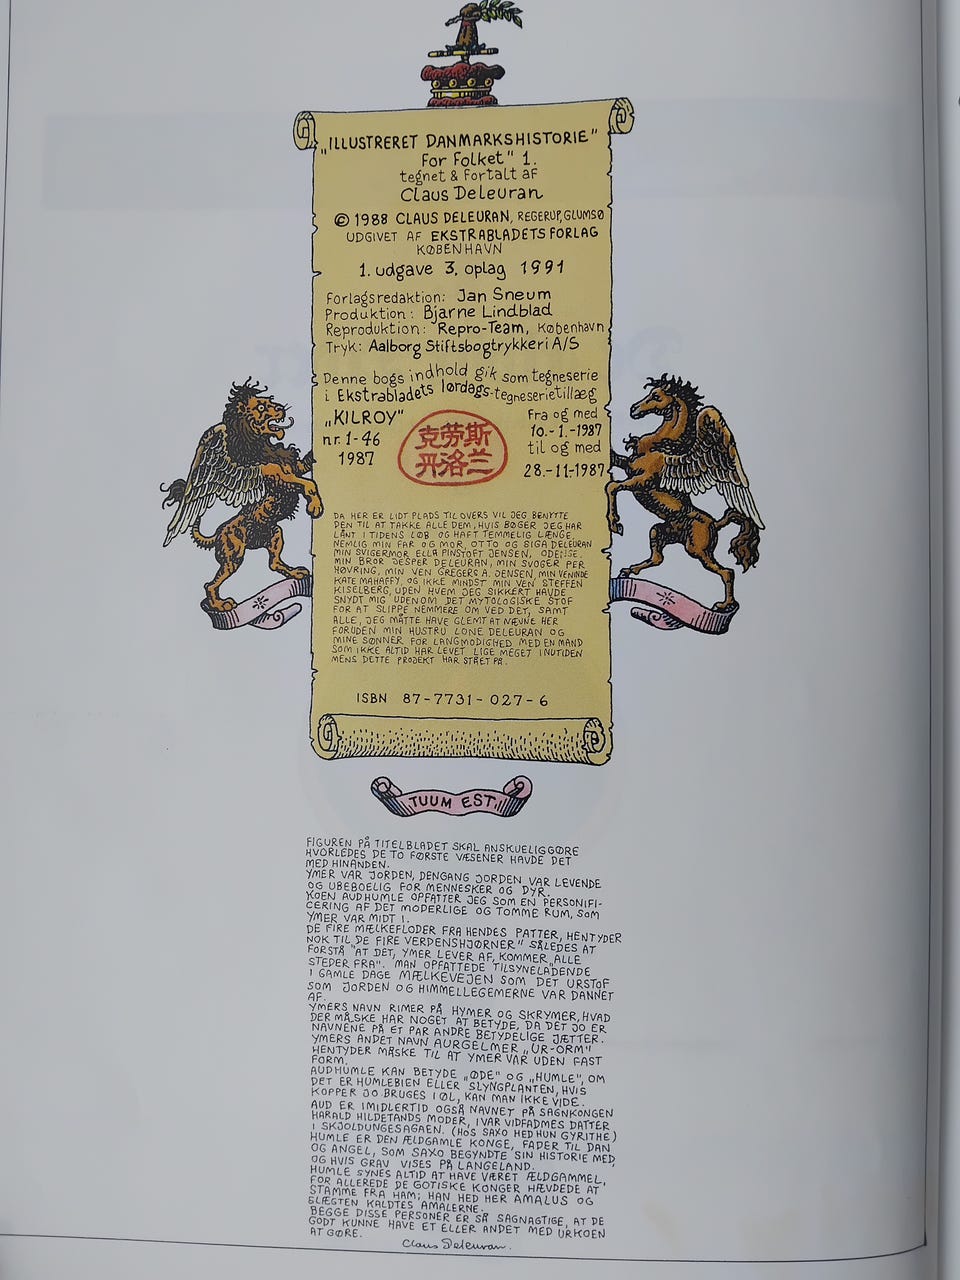 „ILLUSTRERET DANMARKSHISTORIE"
For Folket" 1.
tegnet & fortalt af
Claus Deleuran
© 1988 CLAUS DELEURAN, REGERUP, GLUMSØ
UDGIVET AF EKSTRABLADETS FORLAG
KØBENHAVN
1. udgave 3. oplag 1991
Forlagsredaktion: Jan Sneum
Produktion: Bjarne Lindblad
Reproduktion: Repro-Team, København
Tryk: Aalborg Stiftsbogtrykkeri A/S
Denne bogs indhold gik som tegneserie
i Ekstrabladets lørdags-tegneserietillæg
„KILROY"
nr. 1-46
1987
克劳斯
丹洛兰
Fra og med
10.-1.-1987
til og med
28.-11-1987
DA HER ER LIDT PLADS TIL OVERS VIL JEG BENYTTE
DEN TIL AT TAKKE ALLE DEM, HVIS BØGER JEG HAR
LÅNT I TIDENS LØB OG HAFT TEMMELIG LÆNGE,
NEMLIG MIN FAR OG MOR, OTTO OG SIGA DELEURAN
MIN SVIGERMOR ELLA PINSTOFT JENSEN, ODENSE.
MIN BROR JESPER DELEURAN, MIN SVOGER PER
HØVRING, MIN VEN GREGERS A. JENSEN, MIN VENINDE
KATE MAHAFFY, OG IKKE MINDST MIN VEN STEFFEN
KISELBERG, UDEN HVEM JEG SIKKERT HAVDE
SNYDT MIG UDENOM DET MYTOLOGISKE STOF
FOR AT SLIPPE NEMMERE OM VED DET, SAMT
ALLE, JEG MÅTTE HAVE GLEMT AT NÆVNE HER
FORUDEN MIN HUSTRU LONE DELEURAN OG
MINE SØNNER FOR LANGMODIGHED MED EN MAND
SOM IKKE ALTID HAR LEVET LIGE MEGET I NUTIDEN
MENS DETTE PROJEKT HAR STÅET PÅ.
ISBN 87-7731-027-6
TUUM EST
FIGUREN PÅ TITELBLADET SKAL ANSKUELIGGØRE
HVORLEDES DE TO FØRSTE VÆSENER HAVDE DET
MED HINANDEN.
YMER VAR JORDEN, DENGANG JORDEN VAR LEVENDE
OG UBEBOELIG FOR MENNESKER OG DYR.
KOEN AUDHUMLE OPFATTER JEG SOM EN PERSONIFI-
CERING AF DET MODERLIGE OG TOMME RUM, SOM
YMER VAR MIDT I.
DE FIRE MÆLKEFLODER FRA HENDES PATTER, HENTYDER
NOK TIL DE FIRE VERDENSHJØRNER" SÅLEDES AT
FORSTÅ "AT DET, YMER LEVER AF, KOMMER ALLE
STEDER FRA". MAN OPFATTEDE TILSYNELADENDE
I GAMLE DAGE MÆLKEVEJEN SOM DET URSTOF
SOM JORDEN OG HIMMELLEGEMERNE VAR DANNET
AF.
YMERS NAVN RIMER PÅ HYMER OG SKRYMER, HVAD
DER MÅSKE HAR NOGET AT BETYDE, DA DET JO ER
NAVNENE PÅ ET PAR ANDRE BETYDELIGE JÆTTER.
YMERS ANDET NAVN AURGELMER „UR-ORM"
HENTYDER MÅSKE TIL AT YMER VAR UDEN FAST
FORM.
AUDHUMLE KAN BETYDE „ØDE" OG „HUMLE", OM
DET ER HUMLEBIEN ELLER SLYNGPLANTEN, HVIS
KOPPER JO BRUGES I ØL, KAN MAN IKKE VIDE.
AUD ER IMIDLERTID OGSÅ NAVNET PÅ SAGNKONGEN
HARALD HILDETANDS MODER, IVAR VIDFADMES DATTER
I SKJOLDUNGESAGAEN. (HOS SAXO HED HUN GYRITHE)
HUMLE ER DEN ÆLDGAMLE KONGE, FADER TIL DAN
OG ANGEL, SOM SAXO BEGYNDTE SIN HISTORIE MED,
OG HVIS GRAV VISES PÅ LANGELAND.
HUMLE SYNES ALTID AT HAVE VÆRET ÆLDGAMMEL,
FOR ALLEREDE DE GOTISKE KONGER HÆVDEDE AT
STAMME FRA HAM; HAN HED HER AMALUS OG
SLÆGTEN KALDTES AMALERNE.
BEGGE DISSE PERSONER ER SÅ SAGNAGTIGE, AT DE
GODT KUNNE HAVE ET ELLER ANDET MED URKOEN
AT GØRE.
Claus Deleuran.